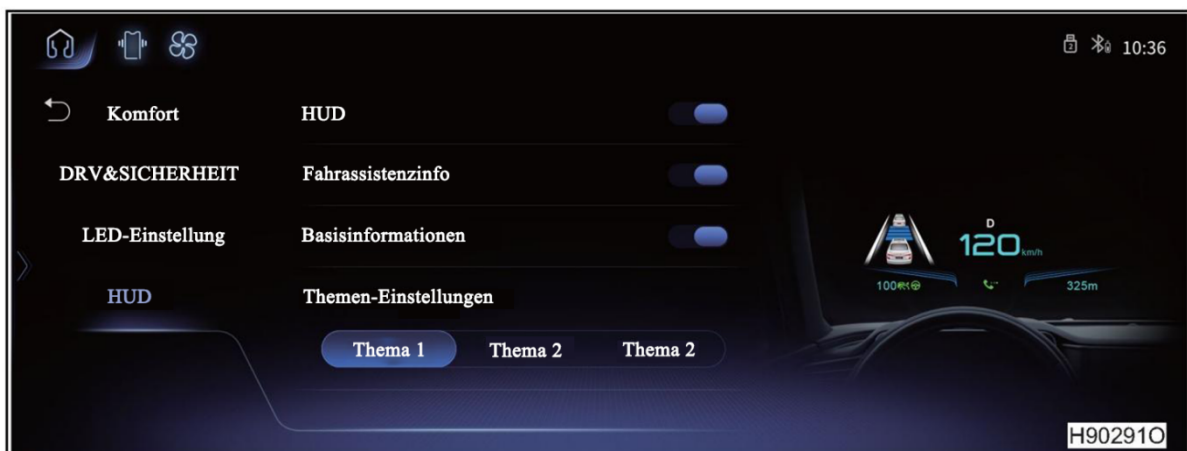 2 10:36
Komfort HUD
DRV&SICHERHEIT Fahrassistenzinfo
LED-Einstellung Basisinformationen
HUD Themen-Einstellungen
Thema 1 Thema 2 Thema 2
D
120 km/h
100 325m
H90291O